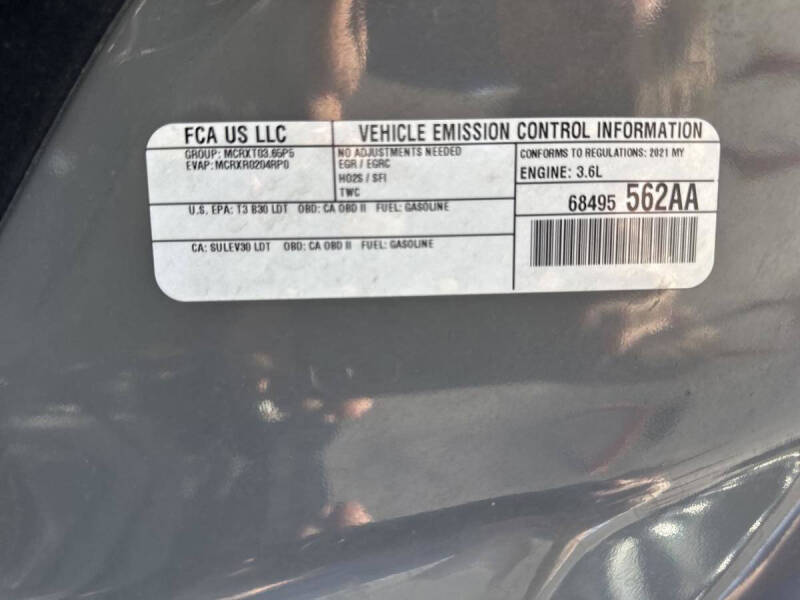 FCA US LLC
VEHICLE EMISSION CONTROL INFORMATION
GROUP: MCRXT03.65P5
EVAP: MCRXR0204RP0
NO ADJUSTMENTS NEEDED
EGR / EGRC
HO2S / SFI
TWC
CONFORMS TO REGULATIONS: 2021 MY
ENGINE: 3.6L
U.S. EPA: T3 B30 LDT OBD: CA OBD II FUEL: GASOLINE
CA: SULEV30 LDT OBD: CA OBD II FUEL: GASOLINE
68495 562AA